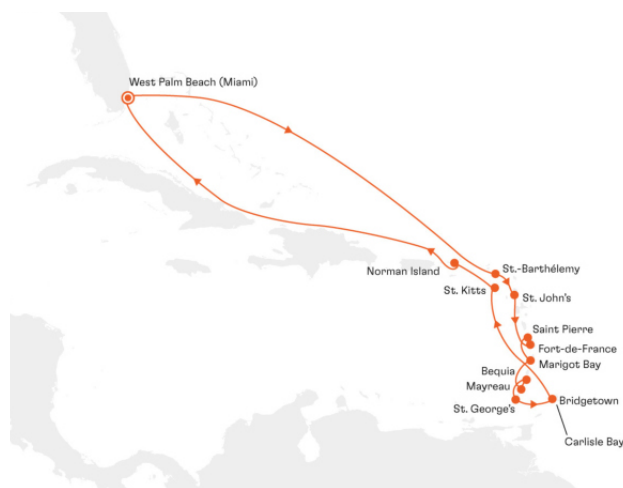 West Palm Beach (Miami)
St.-Barthélemy
Norman Island
St. Kitts
St. John's
Saint Pierre
Fort-de-France
Marigot Bay
Bequia
Mayreau
St. George's
Bridgetown
Carlisle Bay